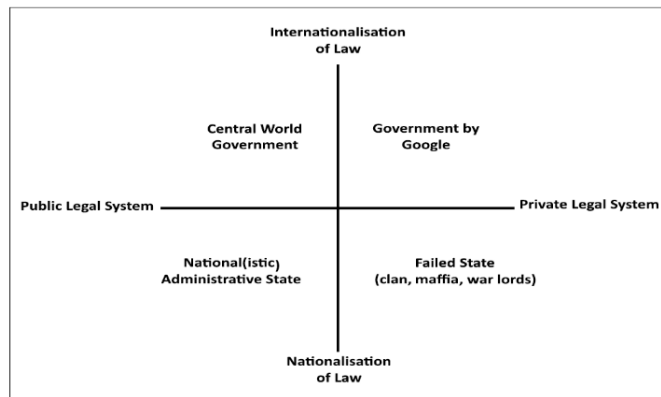 Internationalisation
of Law
Central World
Government
Government by
Google
Public Legal System
Private Legal System
National(istic)
Administrative State
Failed State
(clan, maffia, war lords)
Nationalisation
of Law